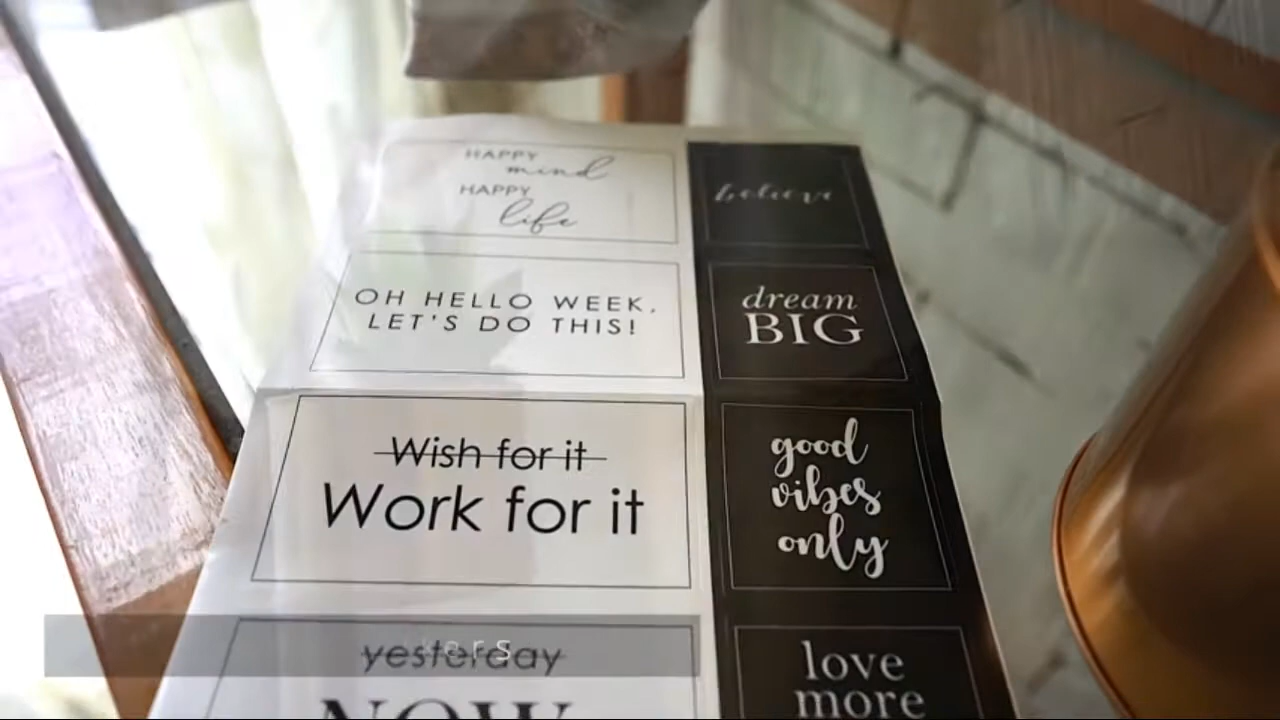 HAPPY
mind
HAPPY
life
believe
OH HELLO WEEK,
LET'S DO THIS!
dream
BIG
Wish for it
Work for it
good
vibes
only
yesterday
NOW
love
more